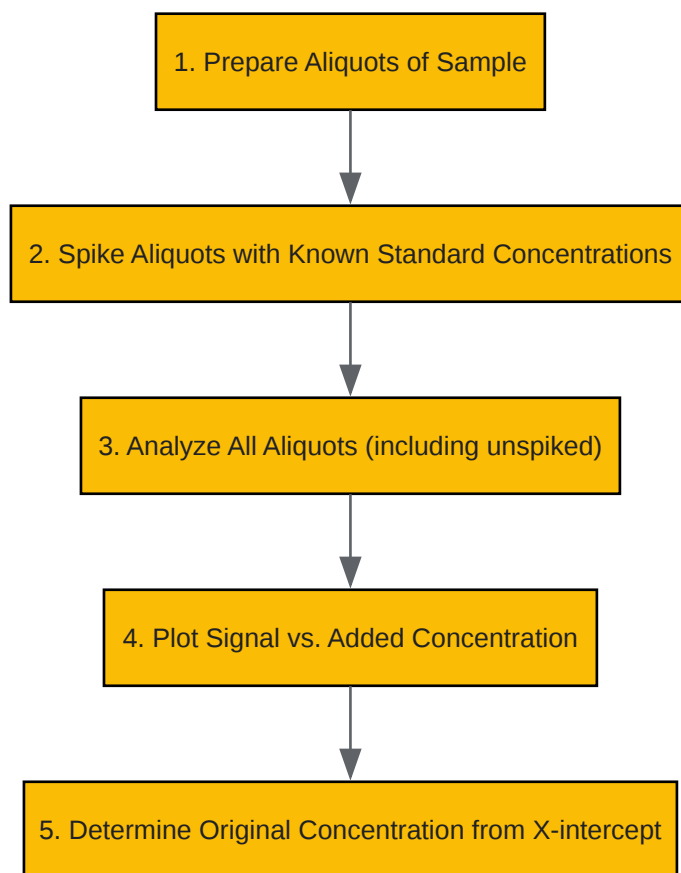 1. Prepare Aliquots of Sample
2. Spike Aliquots with Known Standard Concentrations
3. Analyze All Aliquots (including unspiked)
4. Plot Signal vs. Added Concentration
5. Determine Original Concentration from X-intercept